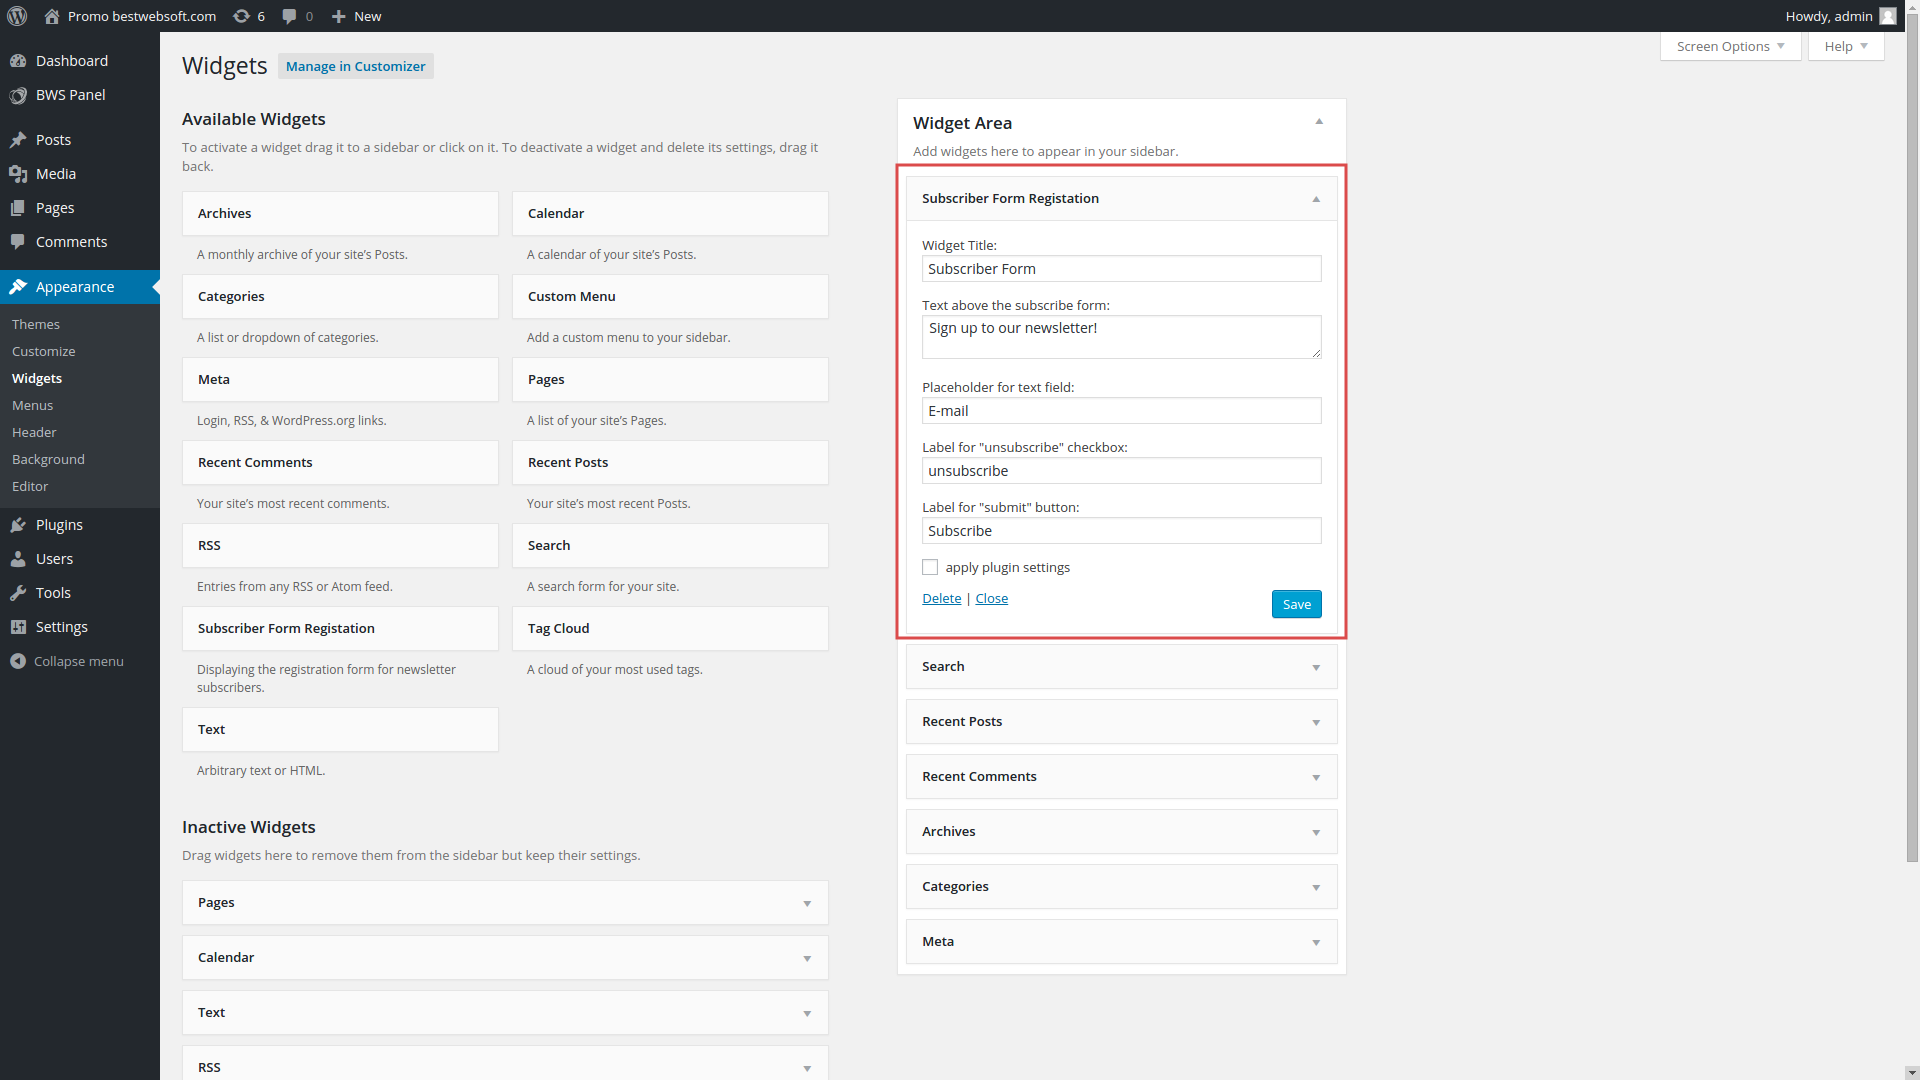 Promo bestwebsoft.com
6
0
New
Howdy, admin
Dashboard
BWS Panel
Posts
Media
Pages
Comments
Appearance
Themes
Customize
Widgets
Menus
Header
Background
Editor
Plugins
Users
Tools
Settings
Collapse menu
Screen Options
Help
Widgets
Manage in Customizer
Available Widgets
To activate a widget drag it to a sidebar or click on it. To deactivate a widget and delete its settings, drag it
back.
Archives
Calendar
A monthly archive of your site’s Posts.
A calendar of your site’s Posts.
Categories
Custom Menu
A list or dropdown of categories.
Add a custom menu to your sidebar.
Meta
Pages
Login, RSS, & WordPress.org links.
A list of your site’s Pages.
Recent Comments
Recent Posts
Your site’s most recent comments.
Your site’s most recent Posts.
RSS
Search
Entries from any RSS or Atom feed.
A search form for your site.
Subscriber Form Registation
Tag Cloud
Displaying the registration form for newsletter
subscribers.
A cloud of your most used tags.
Text
Arbitrary text or HTML.
Inactive Widgets
Drag widgets here to remove them from the sidebar but keep their settings.
Pages
Calendar
Text
RSS
Widget Area
Add widgets here to appear in your sidebar.
Subscriber Form Registation
Widget Title:
Subscriber Form
Text above the subscribe form:
Sign up to our newsletter!
Placeholder for text field:
E-mail
Label for "unsubscribe" checkbox:
unsubscribe
Label for "submit" button:
Subscribe
apply plugin settings
Delete | Close
Save
Search
Recent Posts
Recent Comments
Archives
Categories
Meta